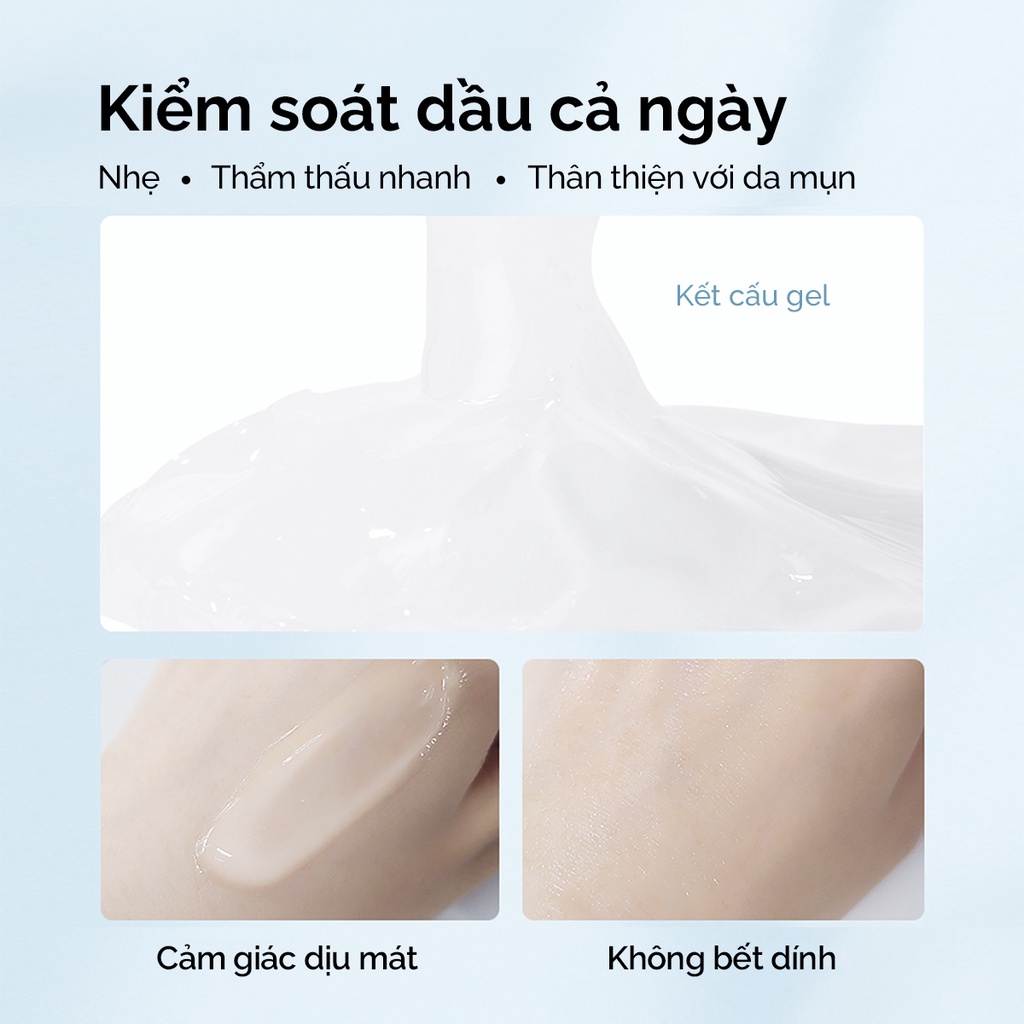 Kiểm soát dầu cả ngày
Nhẹ • Thẩm thấu nhanh • Thân thiện với da mụn
Kết cấu gel
Cảm giác dịu mát
Không bết dính